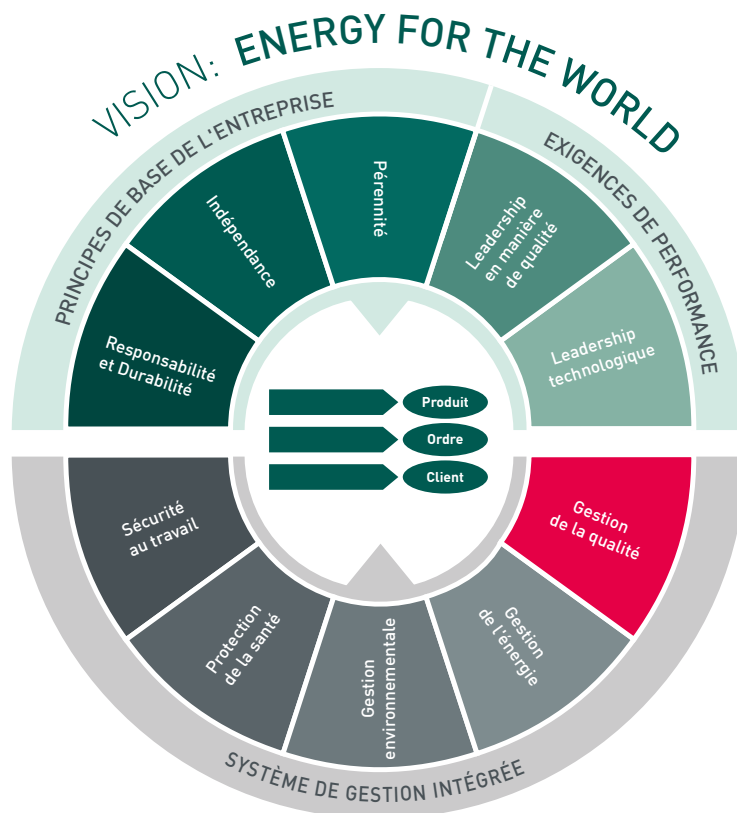 VISION: ENERGY FOR THE WORLD
PRINCIPES DE BASE DE L'ENTREPRISE
EXIGENCES DE PERFORMANCE
Responsabilité
et Durabilité
Indépendance
Pérennité
Leadership
en manière
de qualité
Leadership
technologique
Produit
Ordre
Client
Sécurité
au travail
Protection
de la santé
Gestion
environnementale
Gestion
de l'énergie
Gestion
de la qualité
SYSTÈME DE GESTION INTÉGRÉE